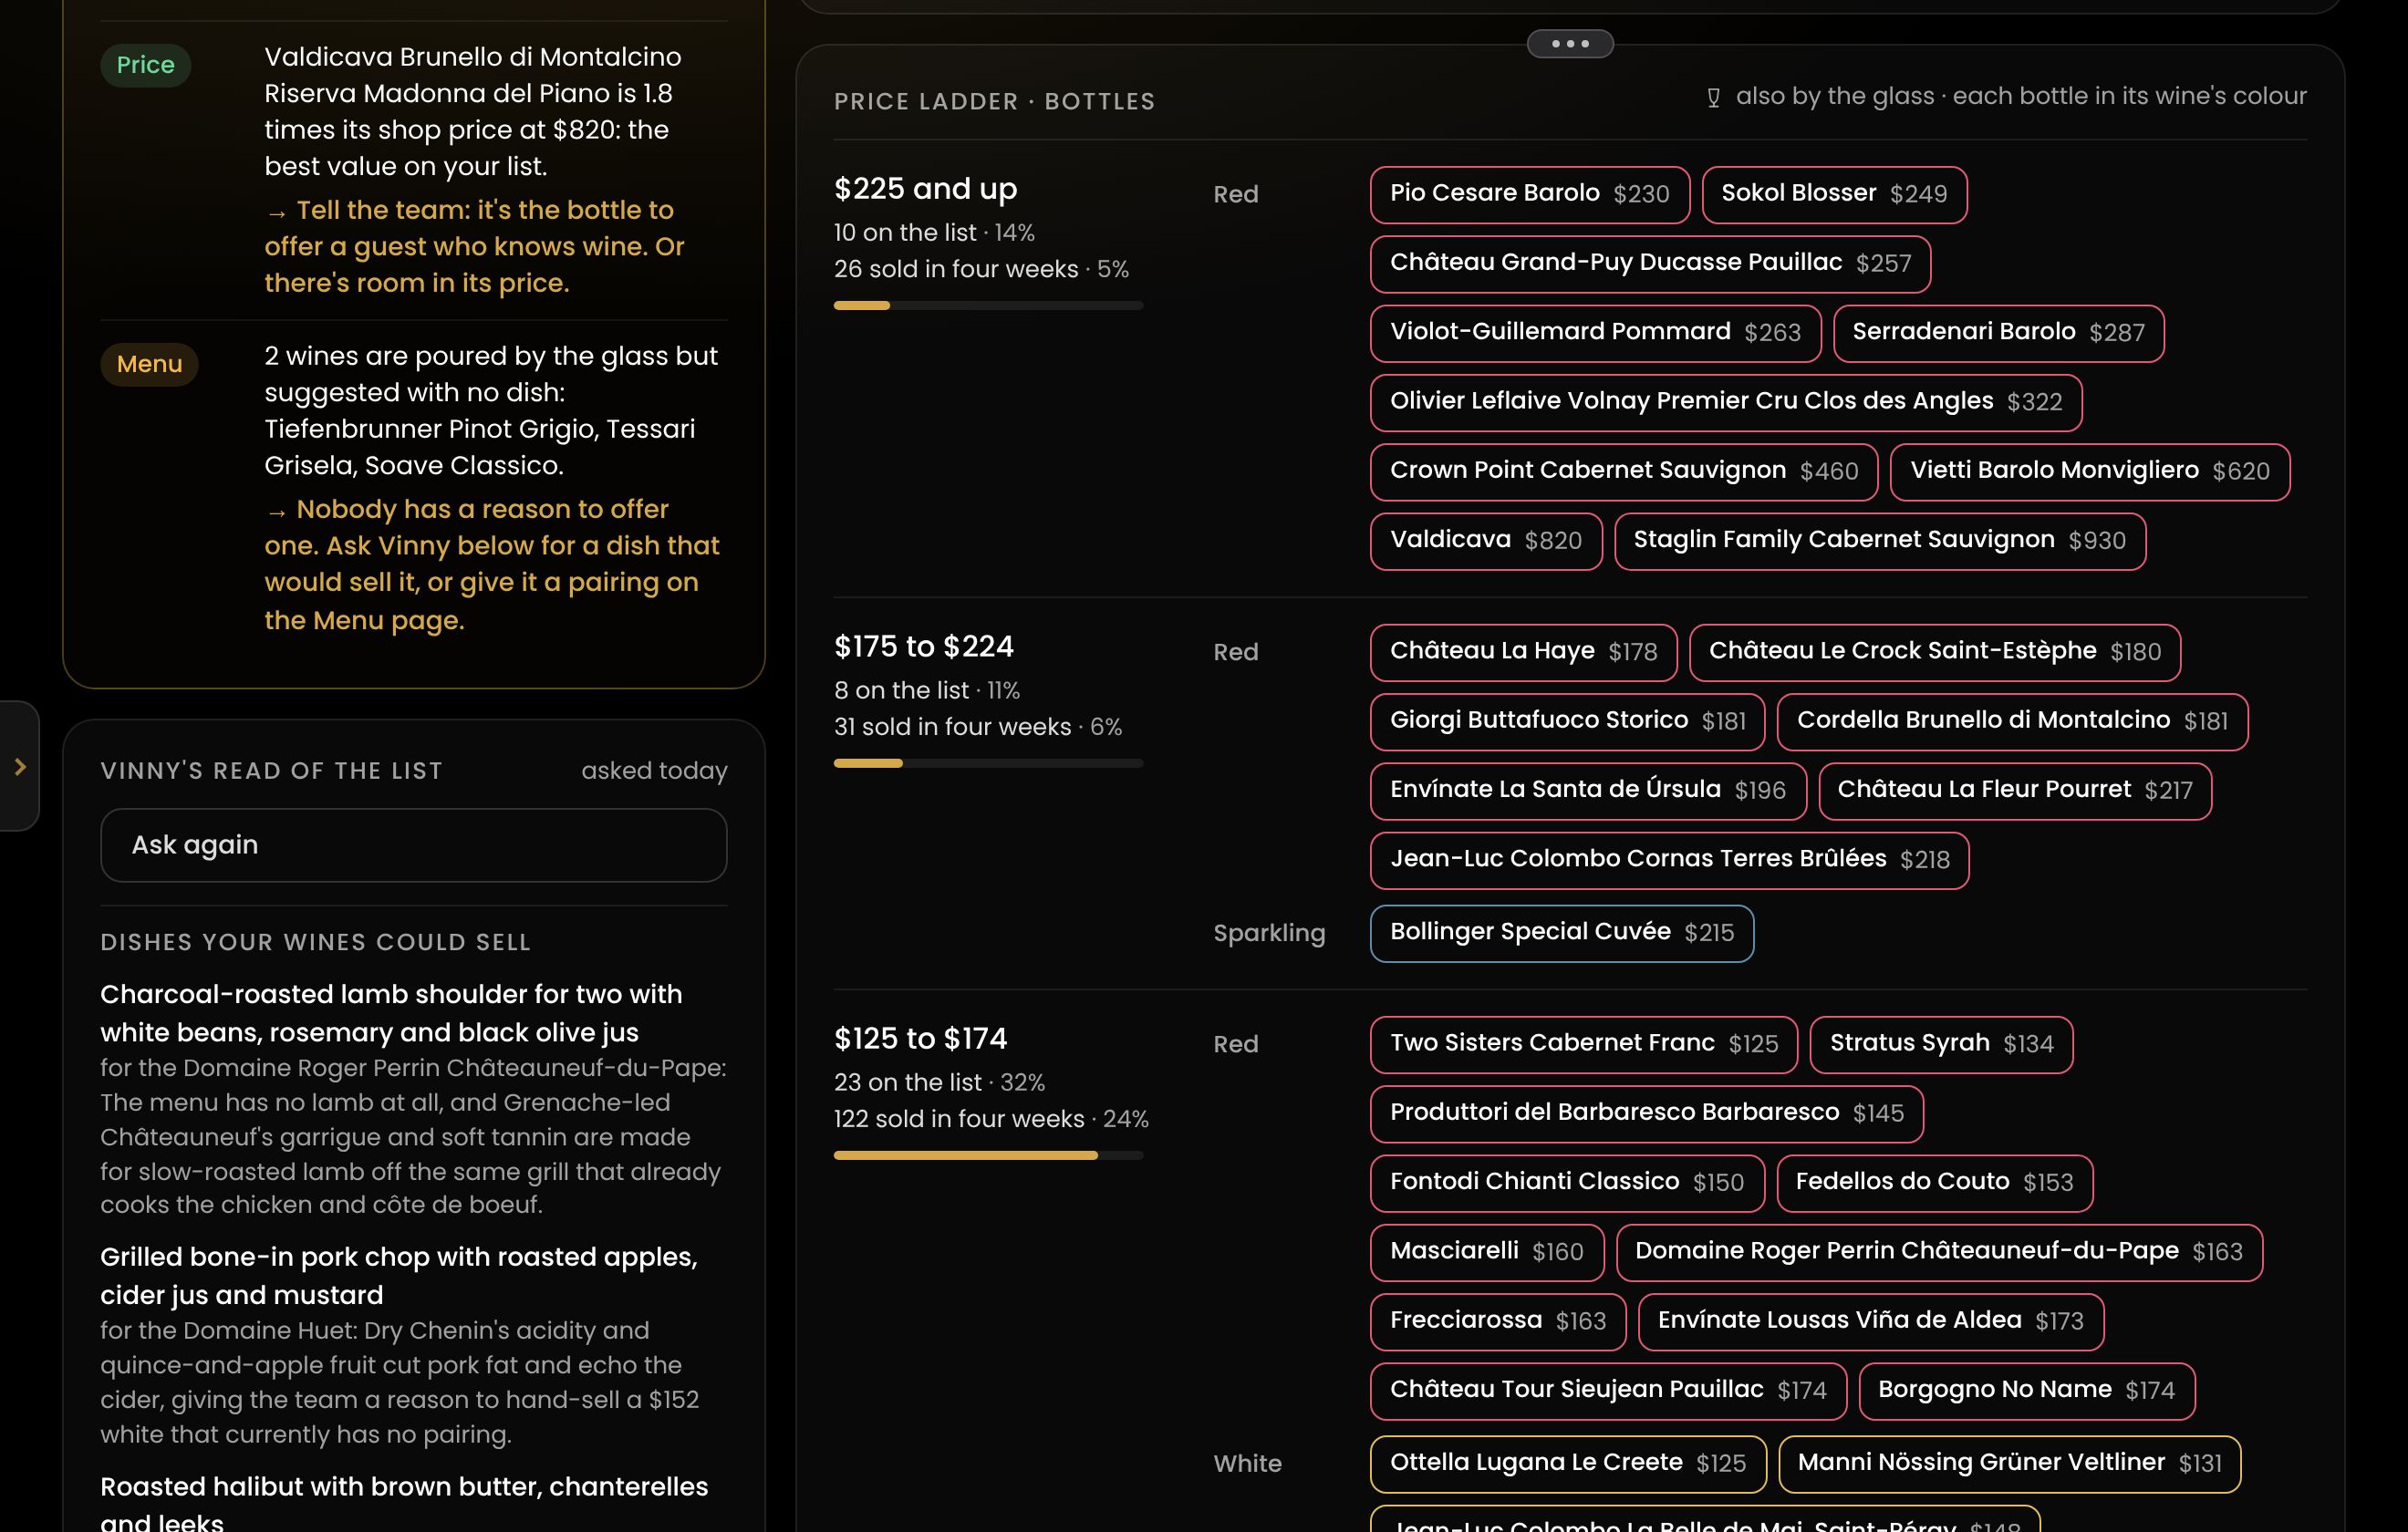 Price
Valdicava Brunello di Montalcino
Riserva Madonna del Piano is 1.8
times its shop price at $820: the
best value on your list.
→ Tell the team: it's the bottle to
offer a guest who knows wine. Or
there's room in its price.
Menu
2 wines are poured by the glass but
suggested with no dish:
Tiefenbrunner Pinot Grigio, Tessari
Grisela, Soave Classico.
→ Nobody has a reason to offer
one. Ask Vinny below for a dish that
would sell it, or give it a pairing on
the Menu page.
VINNY'S READ OF THE LIST asked today
Ask again
DISHES YOUR WINES COULD SELL
Charcoal-roasted lamb shoulder for two with
white beans, rosemary and black olive jus
for the Domaine Roger Perrin Châteauneuf-du-Pape:
The menu has no lamb at all, and Grenache-led
Châteauneuf's garrigue and soft tannin are made
for slow-roasted lamb off the same grill that already
cooks the chicken and côte de boeuf.
Grilled bone-in pork chop with roasted apples,
cider jus and mustard
for the Domaine Huet: Dry Chenin's acidity and
quince-and-apple fruit cut pork fat and echo the
cider, giving the team a reason to hand-sell a $152
white that currently has no pairing.
Roasted halibut with brown butter, chanterelles
and leeks
PRICE LADDER · BOTTLES
also by the glass · each bottle in its wine's colour
$225 and up
10 on the list · 14%
26 sold in four weeks · 5%
Red
Pio Cesare Barolo $230 Sokol Blosser $249
Château Grand-Puy Ducasse Pauillac $257
Violot-Guillemard Pommard $263 Serradenari Barolo $287
Olivier Leflaive Volnay Premier Cru Clos des Angles $322
Crown Point Cabernet Sauvignon $460 Vietti Barolo Monvigliero $620
Valdicava $820 Staglin Family Cabernet Sauvignon $930
$175 to $224
8 on the list · 11%
31 sold in four weeks · 6%
Red
Château La Haye $178 Château Le Crock Saint-Estèphe $180
Giorgi Buttafuoco Storico $181 Cordella Brunello di Montalcino $181
Envínate La Santa de Úrsula $196 Château La Fleur Pourret $217
Jean-Luc Colombo Cornas Terres Brûlées $218
Sparkling
Bollinger Special Cuvée $215
$125 to $174
23 on the list · 32%
122 sold in four weeks · 24%
Red
Two Sisters Cabernet Franc $125 Stratus Syrah $134
Produttori del Barbaresco Barbaresco $145
Fontodi Chianti Classico $150 Fedellos do Couto $153
Masciarelli $160 Domaine Roger Perrin Châteauneuf-du-Pape $163
Frecciarossa $163 Envínate Lousas Viña de Aldea $173
Château Tour Sieujean Pauillac $174 Borgogno No Name $174
White
Ottella Lugana Le Creete $125 Manni Nössing Grüner Veltliner $131
Jean-Luc Colombo La Belle de Mai, Saint-Péray $148